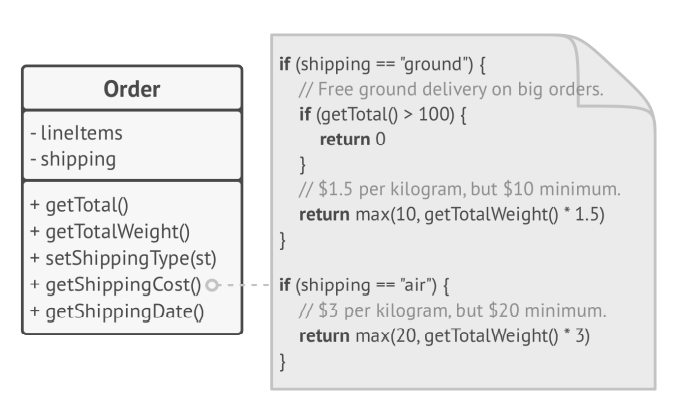 Order
- lineItems
- shipping
+ getTotal()
+ getTotalWeight()
+ setShippingType(st)
+ getShippingCost()
+ getShippingDate()
if (shipping == "ground") {
// Free ground delivery on big orders.
if (getTotal() > 100) {
return 0
}
// $1.5 per kilogram, but $10 minimum.
return max(10, getTotalWeight() * 1.5)
}
if (shipping == "air") {
// $3 per kilogram, but $20 minimum.
return max(20, getTotalWeight() * 3)
}